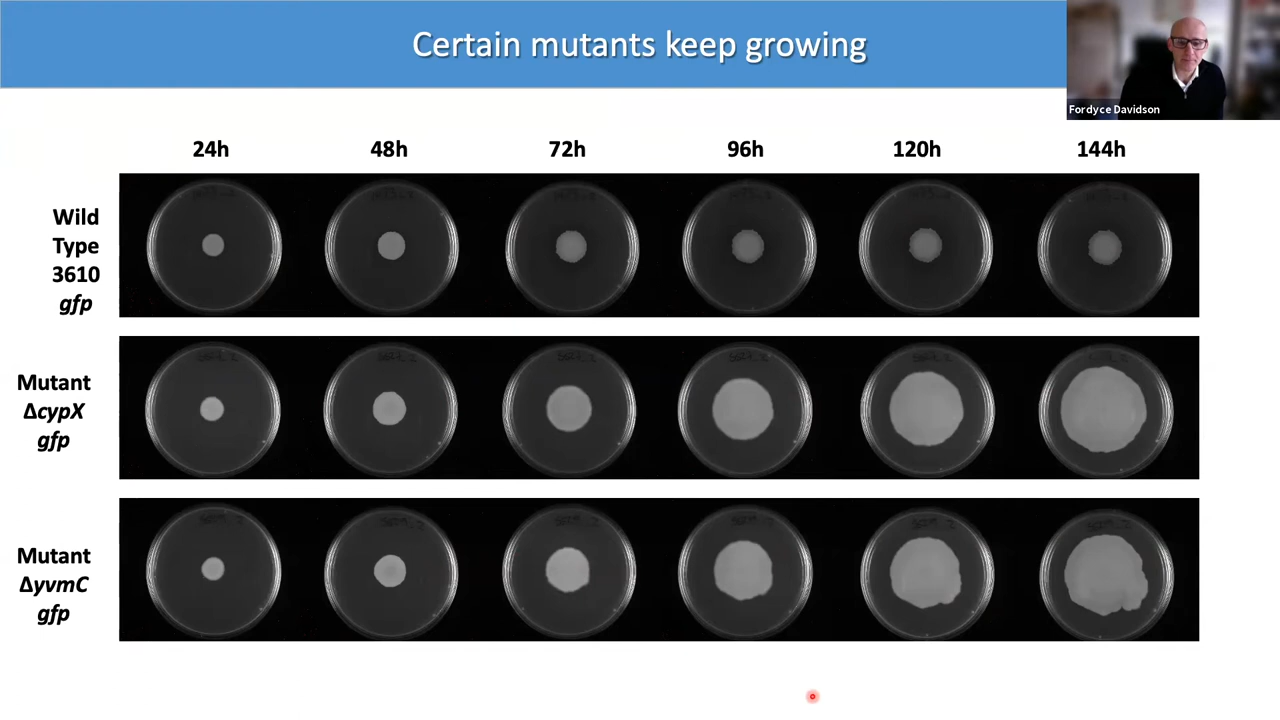 Certain mutants keep growing
Fordyce Davidson
24h 48h 72h 96h 120h 144h
Wild
Type
3610
gfp
Mutant
ΔcypX
gfp
Mutant
ΔyvmC
gfp